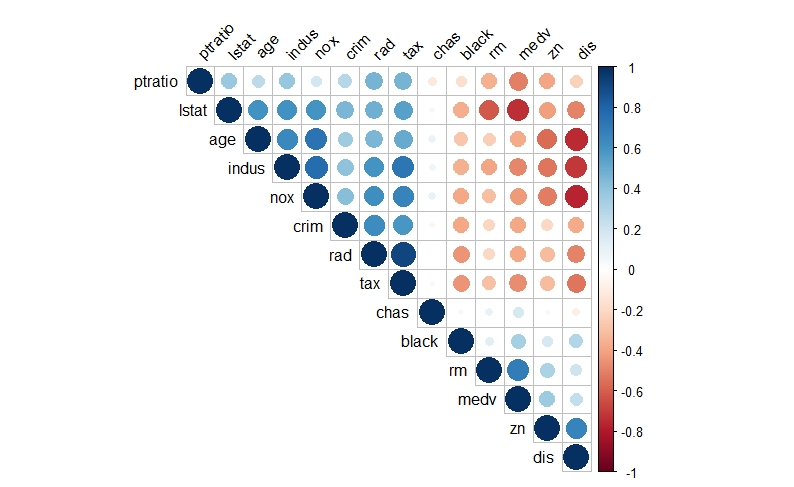 ptratio
lstat
age
indus
nox
crim
rad
tax
chas
black
rm
medv
zn
dis
ptratio
lstat
age
indus
nox
crim
rad
tax
chas
black
rm
medv
zn
dis
1
0.8
0.6
0.4
0.2
0
-0.2
-0.4
-0.6
-0.8
-1